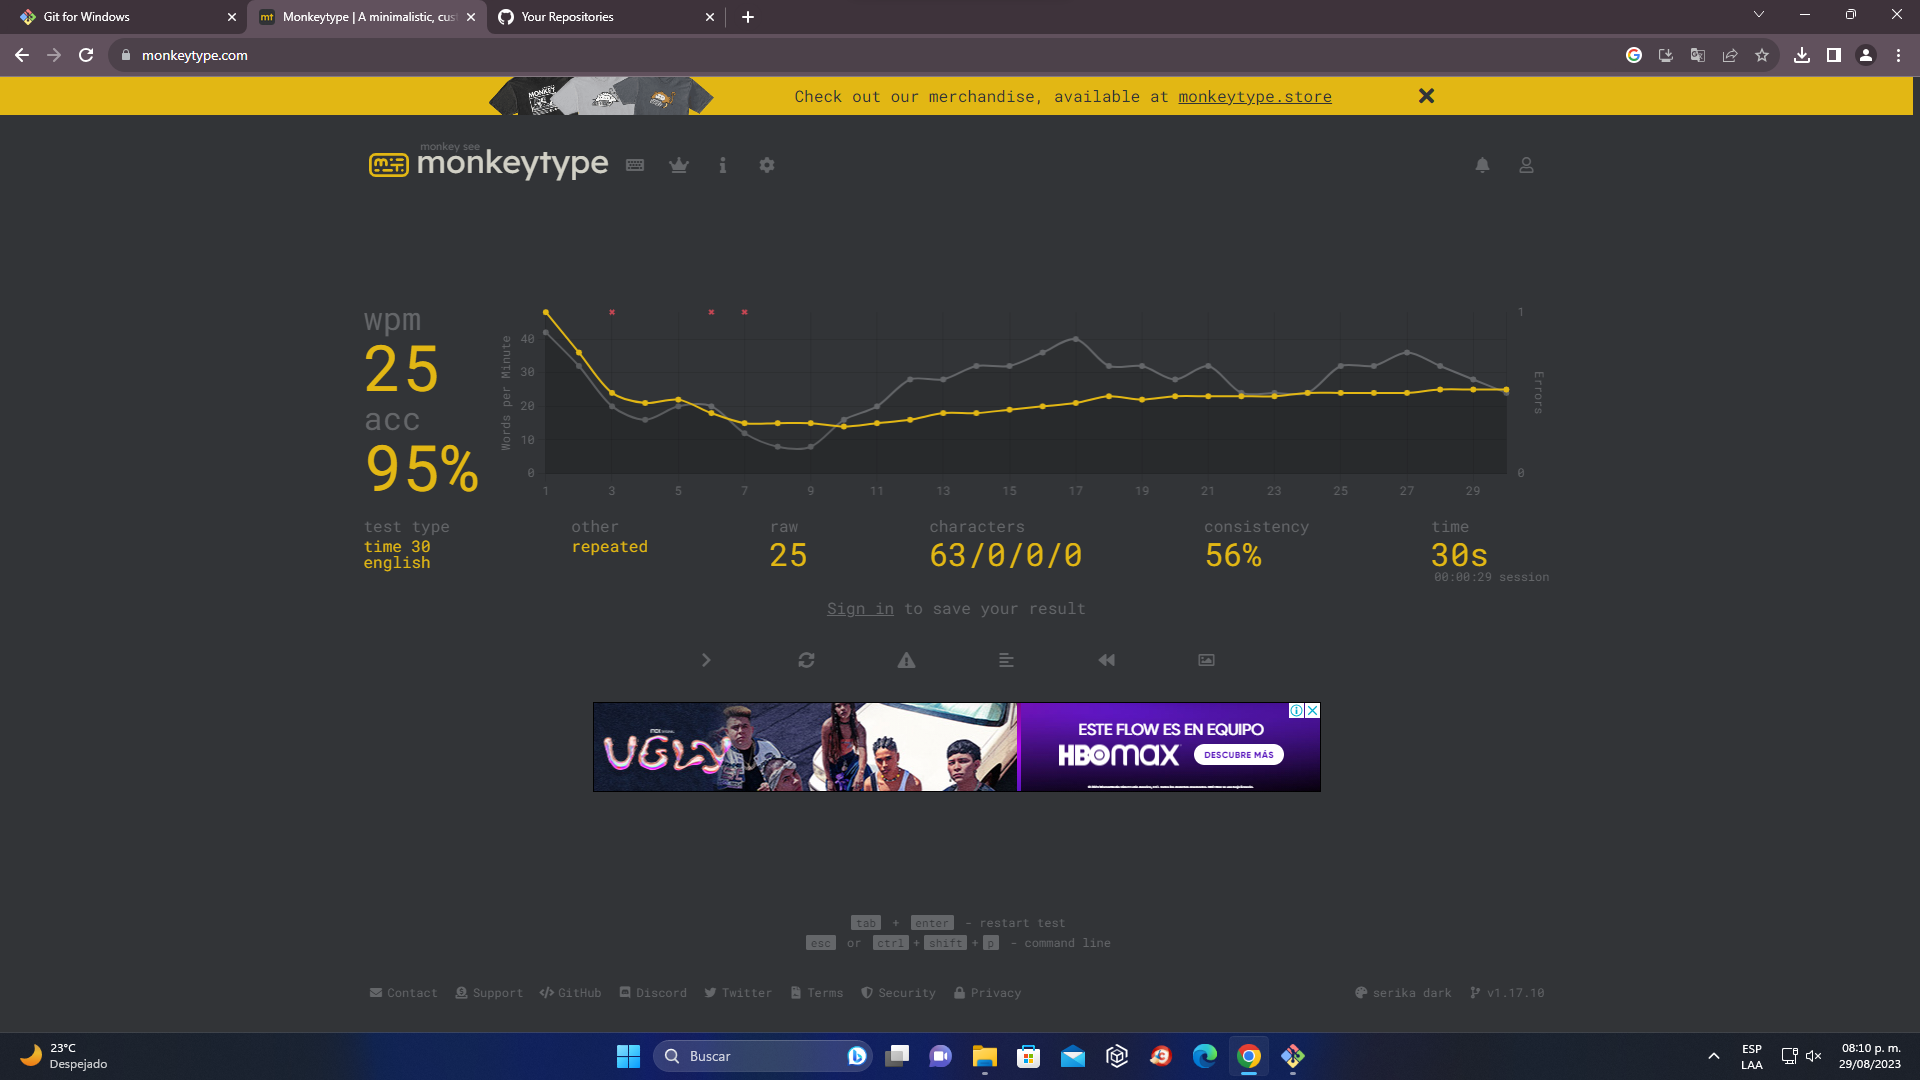 Git for Windows
Monkeytype | A minimalistic, cus
Your Repositories
monkeytype.com
MONKEY
Check out our merchandise, available at monkeytype.store
monkey see
monkeytype
wpm
25
acc
95%
Words per Minute
40
30
20
10
0
1 3 5 7 9 11 13 15 17 19 21 23 25 27 29
1
0
Errors
test type
time 30
english
other
repeated
raw
25
characters
63/0/0/0
consistency
56%
time
30s
00:00:29 session
Sign in to save your result
UGLY
ESTE FLOW ES EN EQUIPO
HBOMAX
DESCUBRE MÁS
tab + enter - restart test
esc or ctrl + shift + p - command line
Contact Support GitHub Discord Twitter Terms Security Privacy
serika dark v1.17.10
23°C
Despejado
Buscar
ESP
LAA
08:10 p. m.
29/08/2023